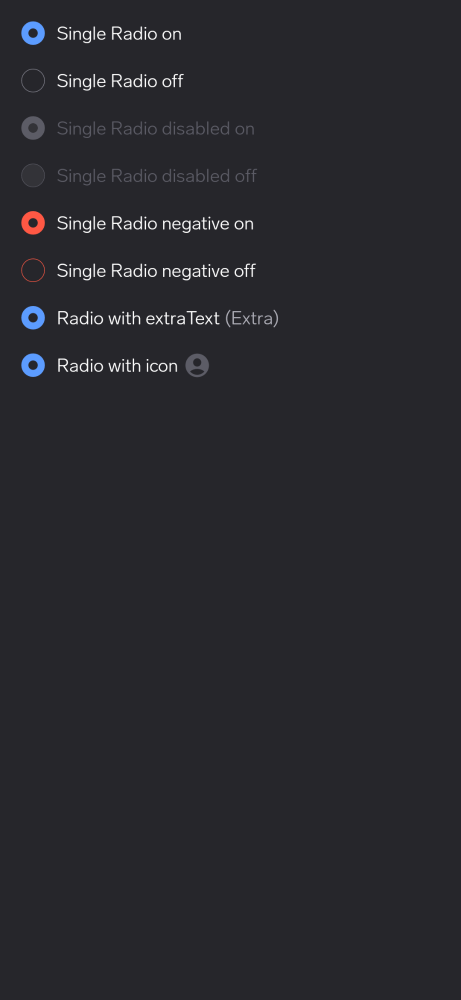 Single Radio on
Single Radio off
Single Radio disabled on
Single Radio disabled off
Single Radio negative on
Single Radio negative off
Radio with extraText (Extra)
Radio with icon